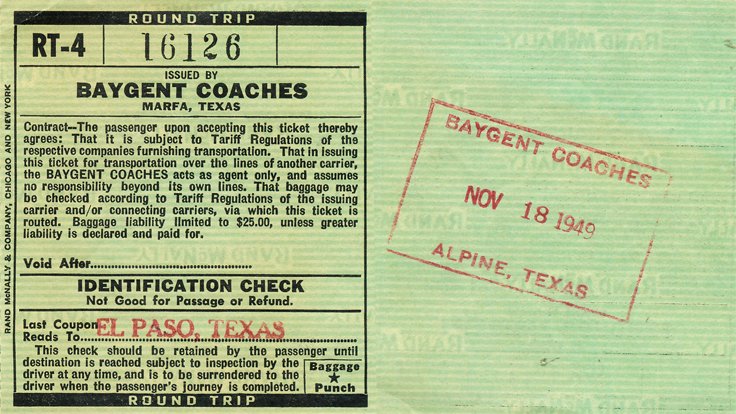 ROUND TRIP
RT-4
16126
ISSUED BY
BAYGENT COACHES
MARFA, TEXAS
Contract—The passenger upon accepting this ticket thereby
agrees: That it is subject to Tariff Regulations of the
respective companies furnishing transportation. That in issuing
this ticket for transportation over the lines of another carrier,
the BAYGENT COACHES acts as agent only, and assumes
no responsibility beyond its own lines. That baggage may
be checked according to Tariff Regulations of the issuing
carrier and/or connecting carriers, via which this ticket is
routed. Baggage liability limited to $25.00, unless greater
liability is declared and paid for.
Void After
IDENTIFICATION CHECK
Not Good for Passage or Refund.
Last Coupon
Reads To EL PASO, TEXAS
This check should be retained by the passenger until
destination is reached subject to inspection by the
driver at any time, and is to be surrendered to the
driver when the passenger's journey is completed.
Baggage
★
Punch
ROUND TRIP
RAND McNALLY & COMPANY, CHICAGO AND NEW YORK
BAYGENT COACHES
NOV 18 1949
ALPINE, TEXAS
RAND McNALLY